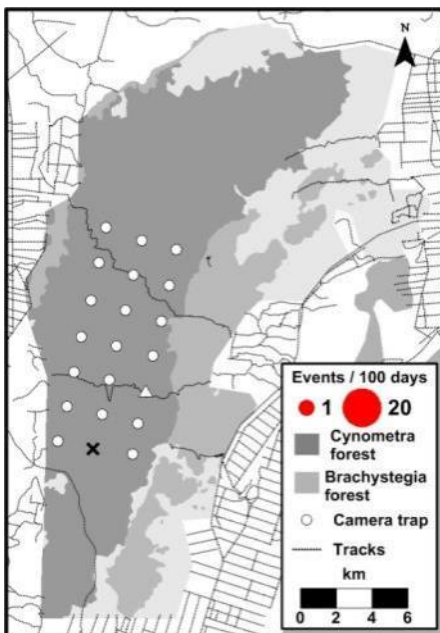 N
Events / 100 days
1 20
Cynometra
forest
Brachystegia
forest
Camera trap
Tracks
km
0 2 4 6